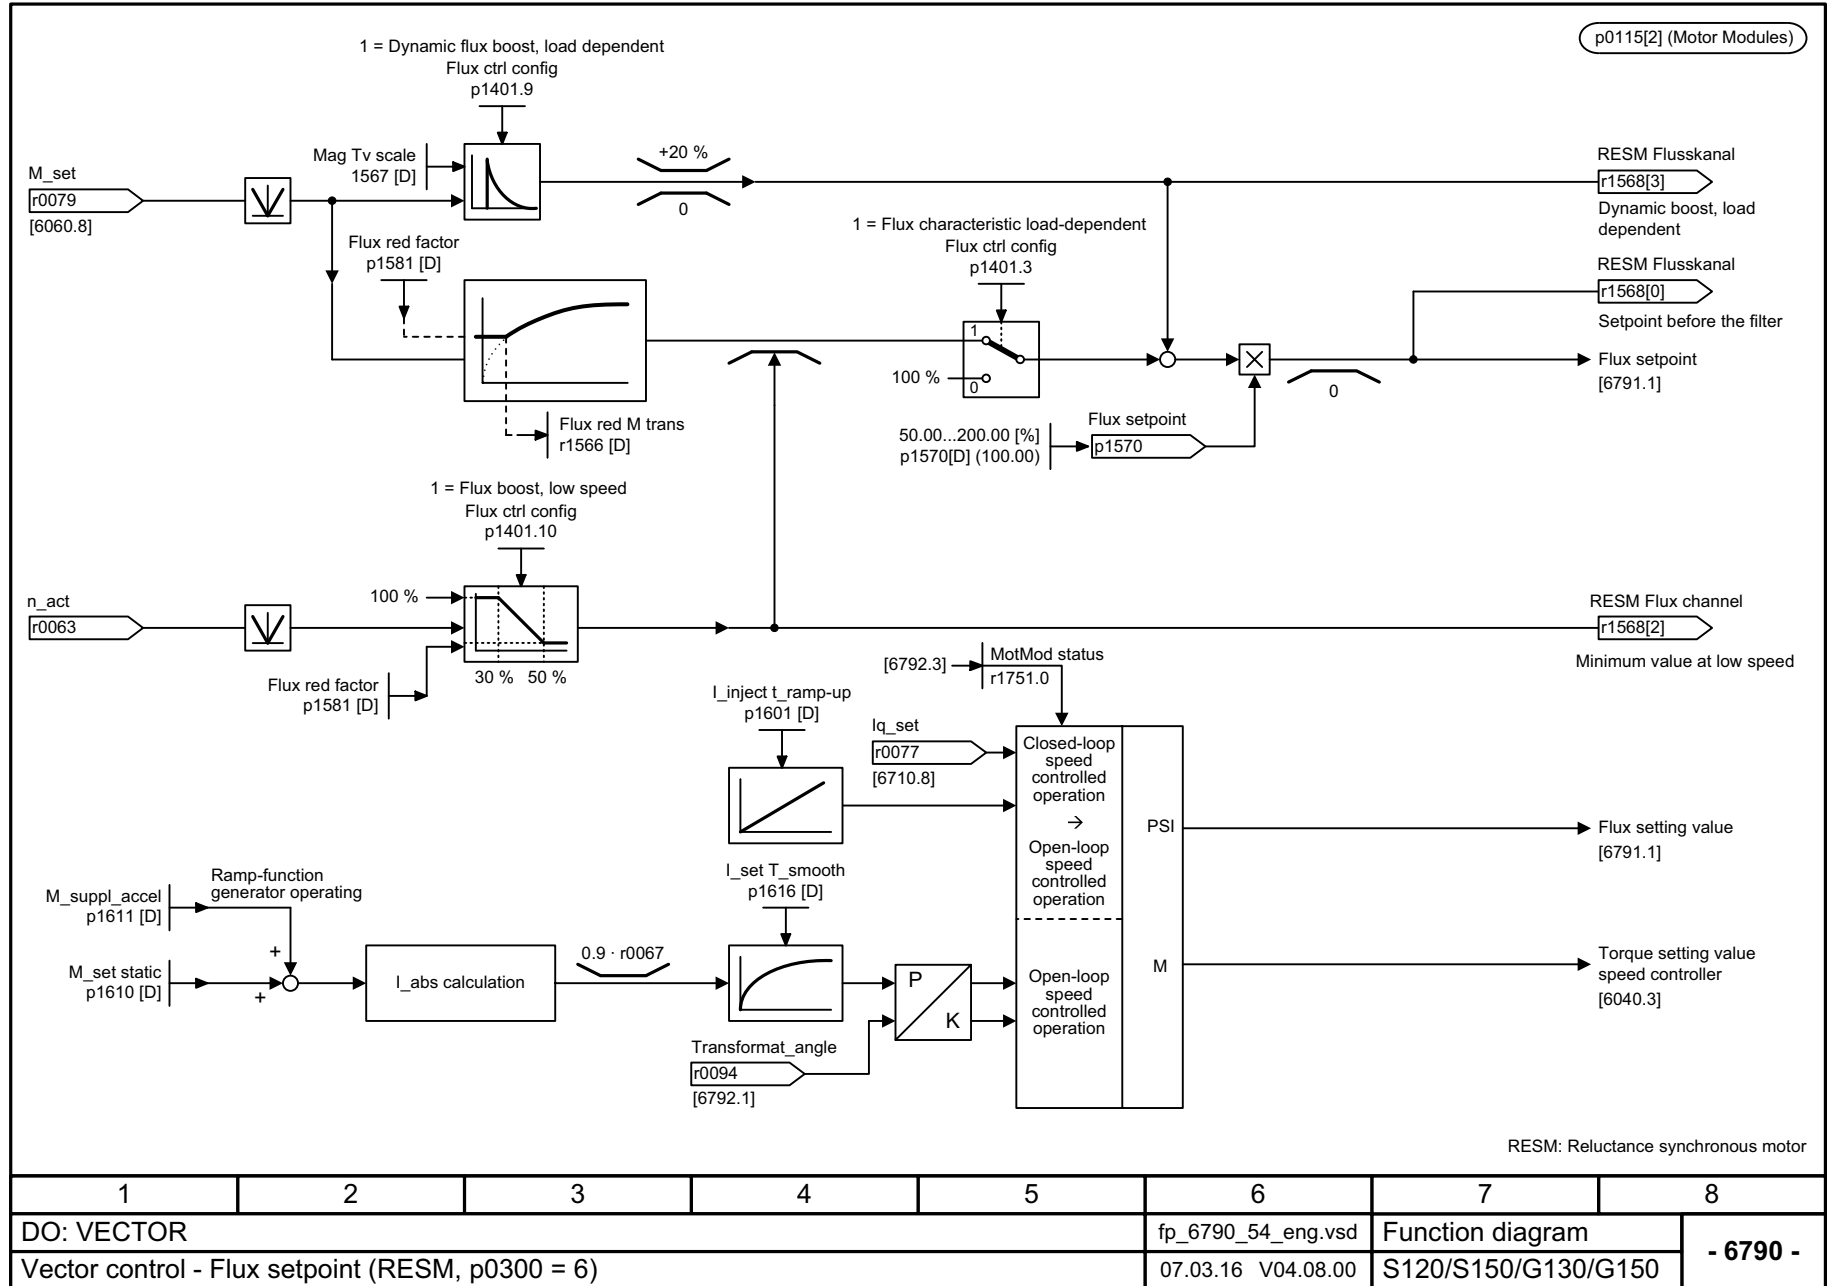 p0115[2] (Motor Modules)
1 = Dynamic flux boost, load dependent
Flux ctrl config
p1401.9
Mag Tv scale
1567 [D]
M_set
r0079
[6060.8]
+20 %
0
RESM Flusskanal
r1568[3]
Dynamic boost, load
dependent
Flux red factor
p1581 [D]
1 = Flux characteristic load-dependent
Flux ctrl config
p1401.3
1
100 %
0
RESM Flusskanal
r1568[0]
Setpoint before the filter
Flux setpoint
[6791.1]
0
Flux red M trans
r1566 [D]
50.00...200.00 [%]
p1570[D] (100.00)
Flux setpoint
p1570
1 = Flux boost, low speed
Flux ctrl config
p1401.10
100 %
n_act
r0063
30 % 50 %
Flux red factor
p1581 [D]
RESM Flux channel
r1568[2]
Minimum value at low speed
[6792.3]
MotMod status
r1751.0
I_inject t_ramp-up
p1601 [D]
Iq_set
r0077
[6710.8]
Closed-loop
speed
controlled
operation
→
Open-loop
speed
controlled
operation
PSI
Flux setting value
[6791.1]
I_set T_smooth
p1616 [D]
Ramp-function
generator operating
M_suppl_accel
p1611 [D]
+
M_set static
p1610 [D]
+
I_abs calculation
0.9 · r0067
P
K
Open-loop
speed
controlled
operation
M
Torque setting value
speed controller
[6040.3]
Transformat_angle
r0094
[6792.1]
RESM: Reluctance synchronous motor
1 2 3 4 5 6 7 8
DO: VECTOR
fp_6790_54_eng.vsd
Function diagram
- 6790 -
Vector control - Flux setpoint (RESM, p0300 = 6)
07.03.16 V04.08.00
S120/S150/G130/G150